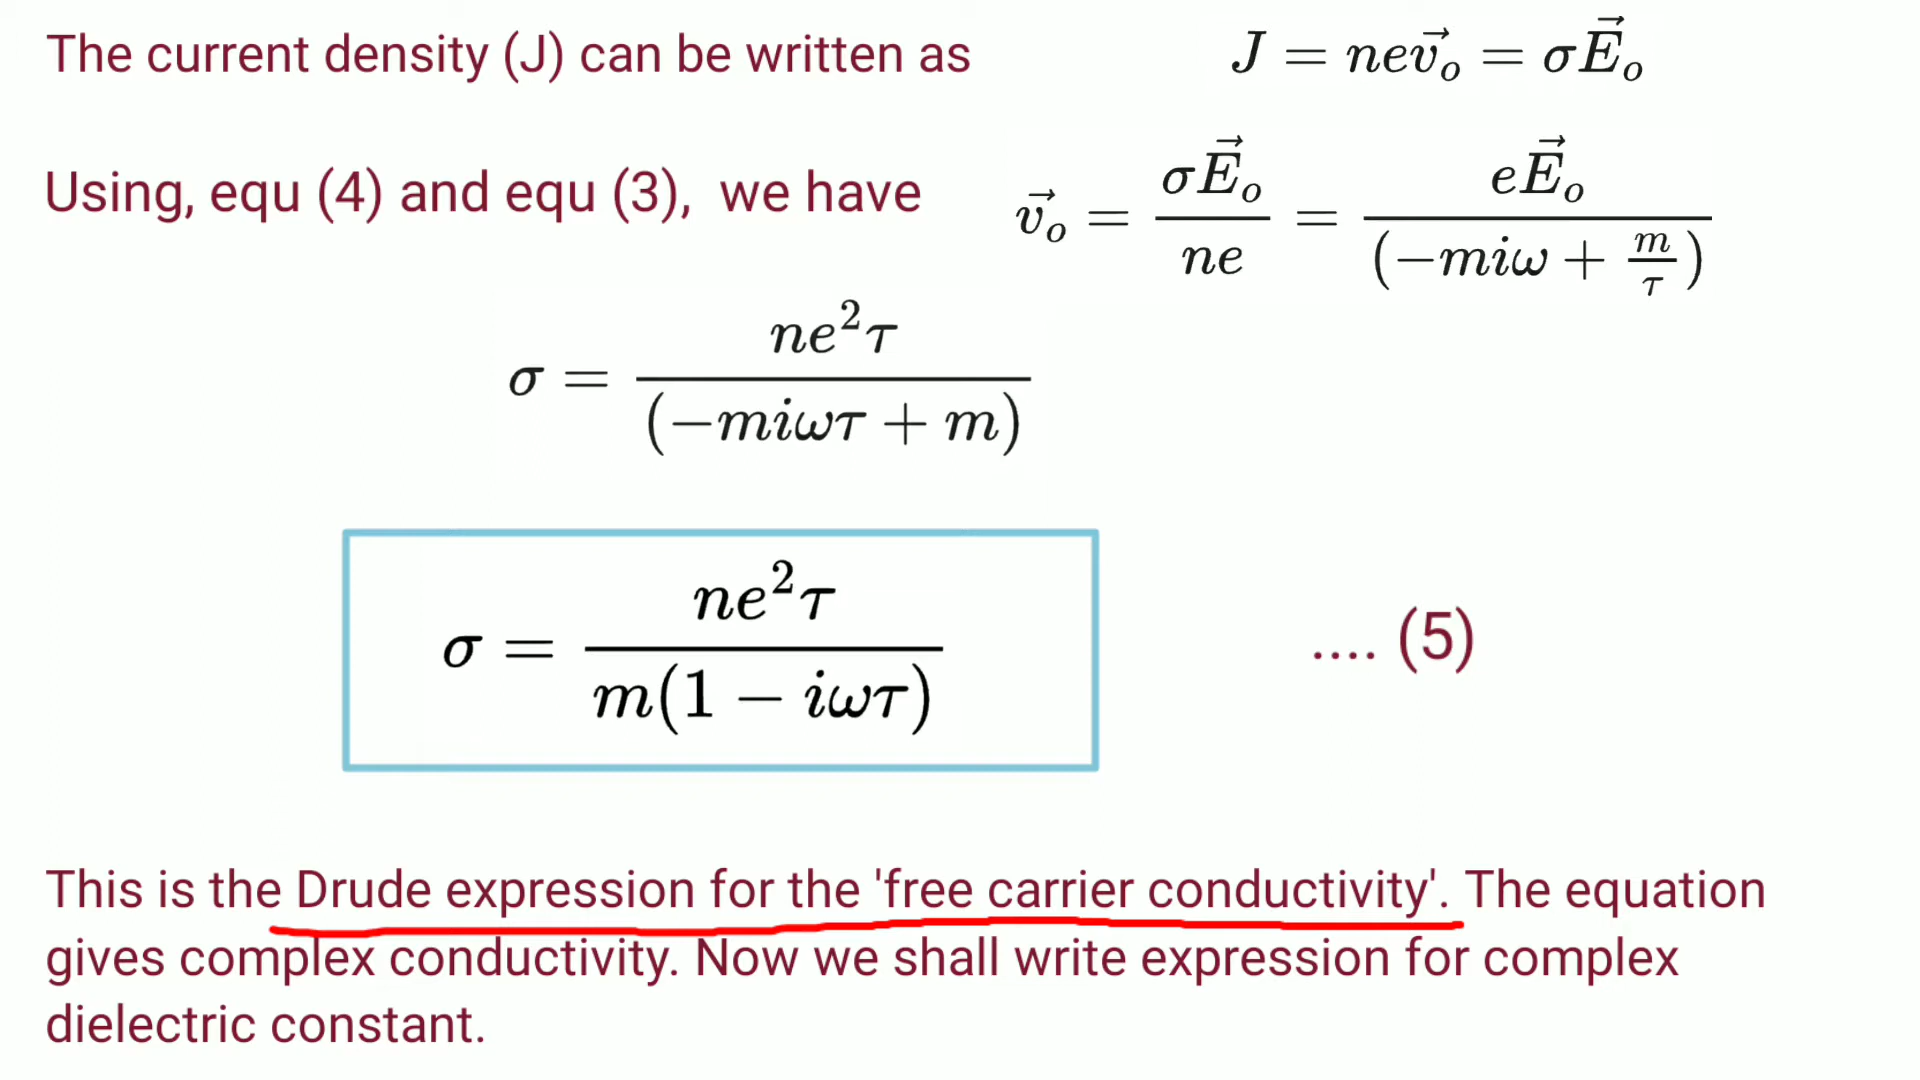 The current density (J) can be written as J = nev⃗ₒ = σE⃗ₒ
Using, equ (4) and equ (3), we have v⃗ₒ = σE⃗ₒ / ne = eE⃗ₒ / (−miω + m/τ)
σ = ne²τ / (−miωτ + m)
σ = ne²τ / m(1 − iωτ) .... (5)
This is the Drude expression for the 'free carrier conductivity'. The equation
gives complex conductivity. Now we shall write expression for complex
dielectric constant.